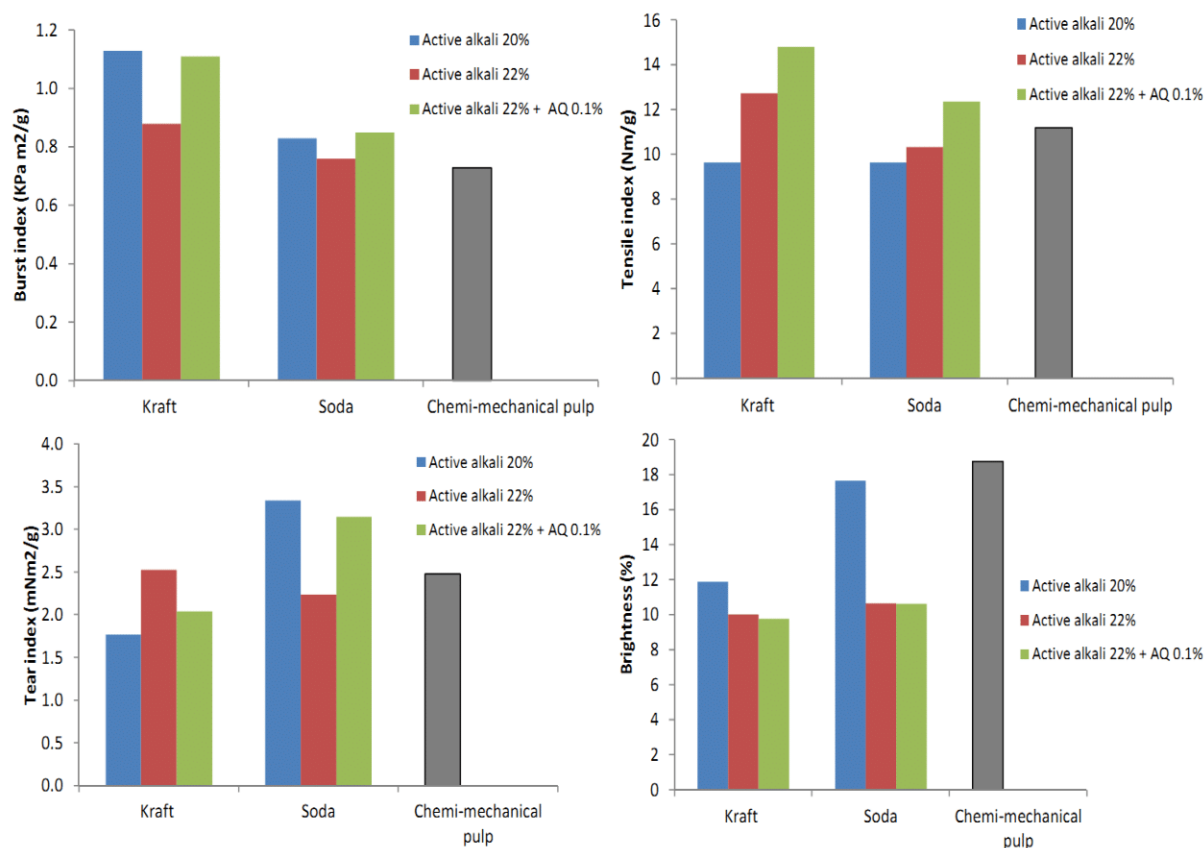 Burst index (KPa m2/g)
1.2
1.0
0.8
0.6
0.4
0.2
0.0
Active alkali 20%
Active alkali 22%
Active alkali 22% + AQ 0.1%
Kraft
Soda
Chemi-mechanical pulp
Tensile index (Nm/g)
16
14
12
10
8
6
4
2
0
Active alkali 20%
Active alkali 22%
Active alkali 22% + AQ 0.1%
Kraft
Soda
Chemi-mechanical pulp
Tear index (mNm2/g)
4.0
3.5
3.0
2.5
2.0
1.5
1.0
0.5
0.0
Active alkali 20%
Active alkali 22%
Active alkali 22% + AQ 0.1%
Kraft
Soda
Chemi-mechanical
pulp
Brightness (%)
20
18
16
14
12
10
8
6
4
2
0
Active alkali 20%
Active alkali 22%
Active alkali 22% + AQ 0.1%
Kraft
Soda
Chemi-mechanical
pulp